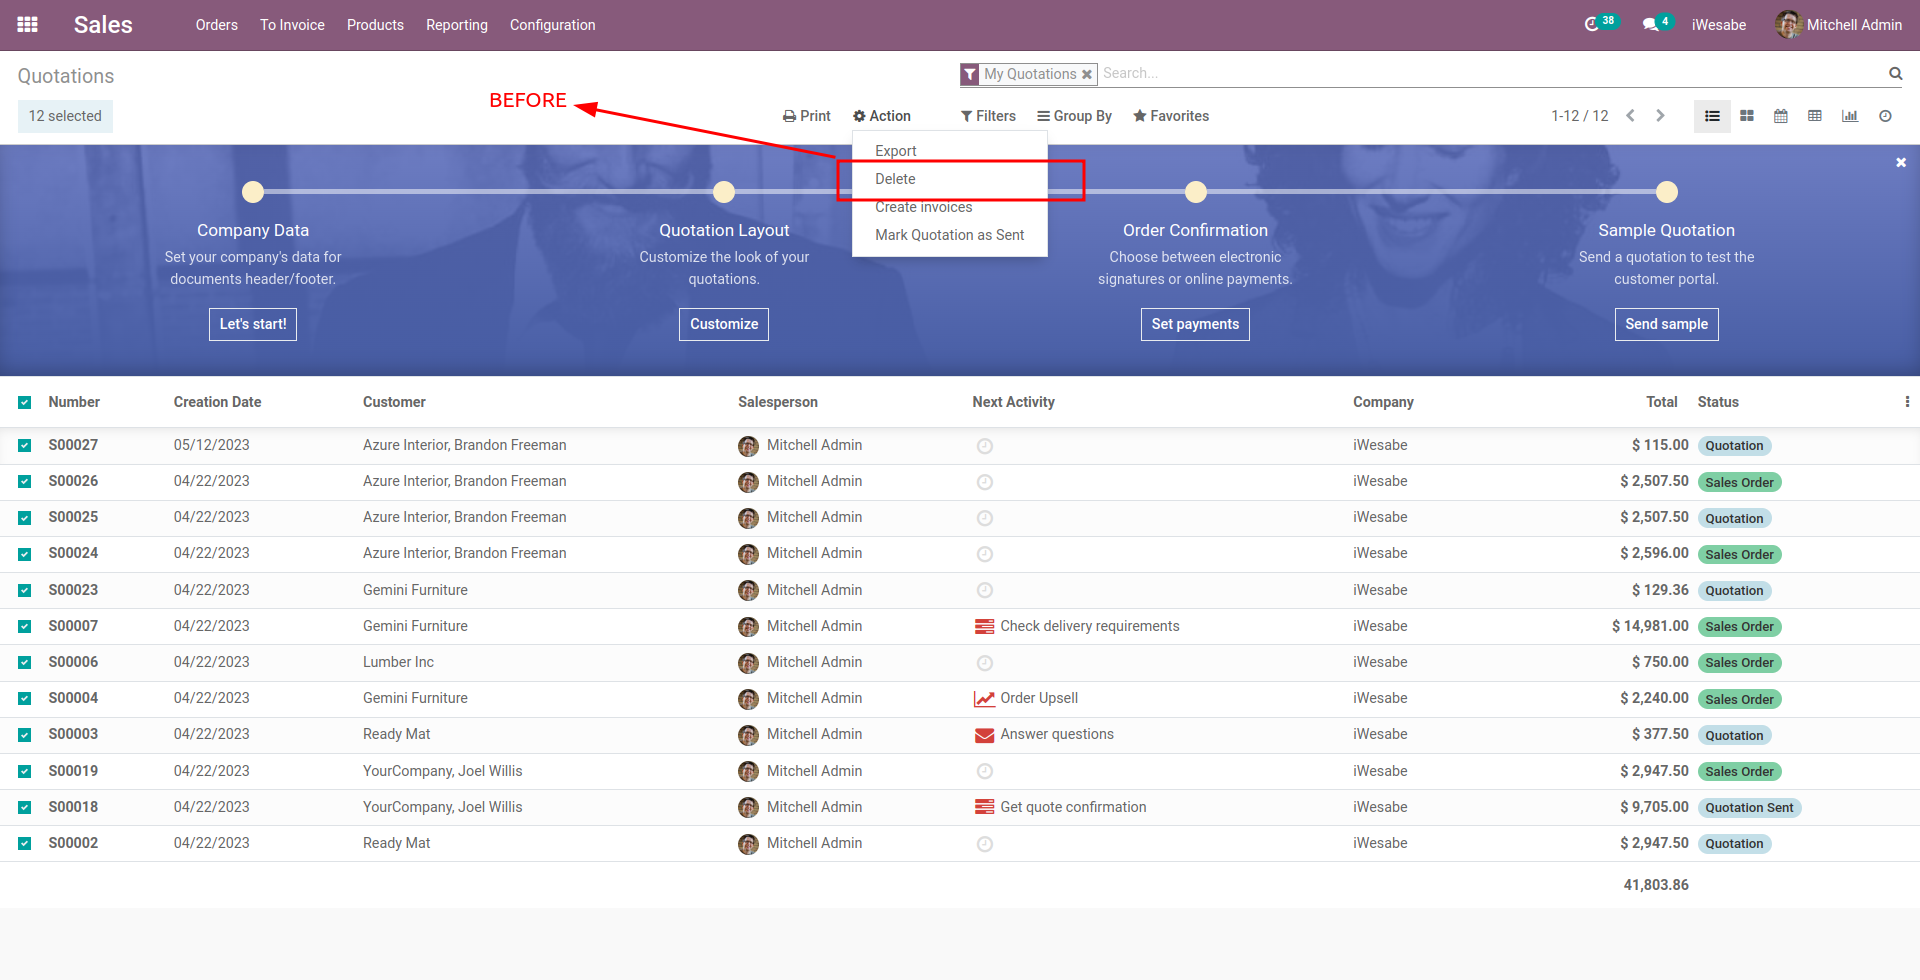 Sales Orders To Invoice Products Reporting Configuration 38 4 iWesabe Mitchell Admin
Quotations My Quotations Search...
BEFORE
12 selected Print Action Filters Group By Favorites 1-12 / 12
Export
Delete
Create invoices
Mark Quotation as Sent
Company Data Quotation Layout Order Confirmation Sample Quotation
Set your company's data for Customize the look of your Choose between electronic Send a quotation to test the
documents header/footer. quotations. signatures or online payments. customer portal.
Let's start! Customize Set payments Send sample
Number Creation Date Customer Salesperson Next Activity Company Total Status
S00027 05/12/2023 Azure Interior, Brandon Freeman Mitchell Admin iWesabe $ 115.00 Quotation
S00026 04/22/2023 Azure Interior, Brandon Freeman Mitchell Admin iWesabe $ 2,507.50 Sales Order
S00025 04/22/2023 Azure Interior, Brandon Freeman Mitchell Admin iWesabe $ 2,507.50 Quotation
S00024 04/22/2023 Azure Interior, Brandon Freeman Mitchell Admin iWesabe $ 2,596.00 Sales Order
S00023 04/22/2023 Gemini Furniture Mitchell Admin iWesabe $ 129.36 Quotation
S00007 04/22/2023 Gemini Furniture Mitchell Admin Check delivery requirements iWesabe $ 14,981.00 Sales Order
S00006 04/22/2023 Lumber Inc Mitchell Admin iWesabe $ 750.00 Sales Order
S00004 04/22/2023 Gemini Furniture Mitchell Admin Order Upsell iWesabe $ 2,240.00 Sales Order
S00003 04/22/2023 Ready Mat Mitchell Admin Answer questions iWesabe $ 377.50 Quotation
S00019 04/22/2023 YourCompany, Joel Willis Mitchell Admin iWesabe $ 2,947.50 Sales Order
S00018 04/22/2023 YourCompany, Joel Willis Mitchell Admin Get quote confirmation iWesabe $ 9,705.00 Quotation Sent
S00002 04/22/2023 Ready Mat Mitchell Admin iWesabe $ 2,947.50 Quotation
41,803.86